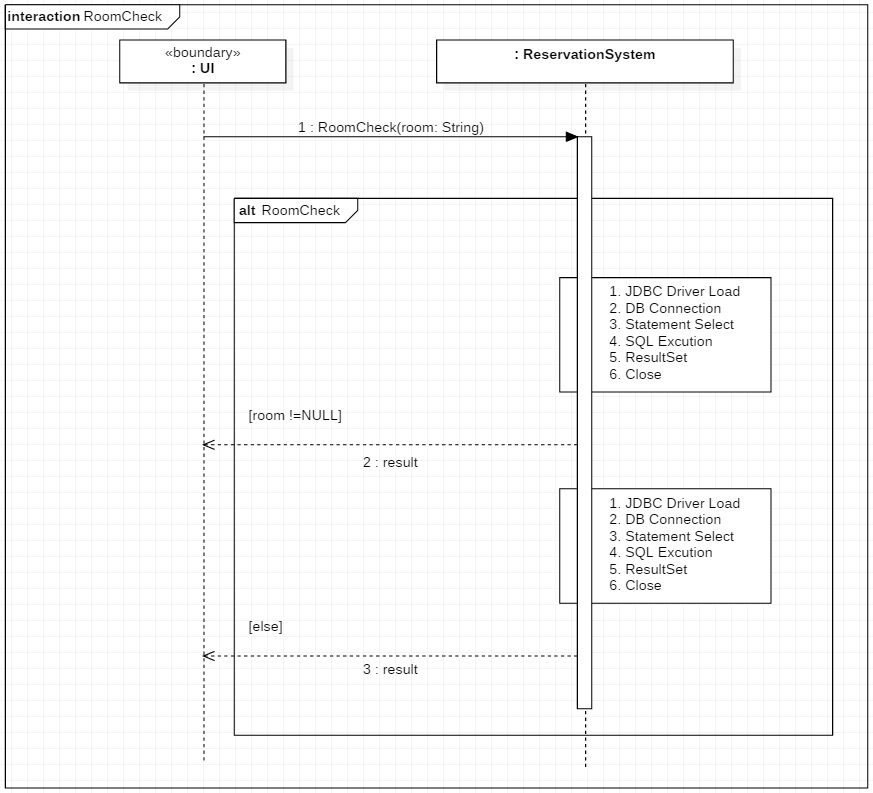 interaction RoomCheck
«boundary»
: UI
: ReservationSystem
1 : RoomCheck(room: String)
alt RoomCheck
1. JDBC Driver Load
2. DB Connection
3. Statement Select
4. SQL Excution
5. ResultSet
6. Close
[room !=NULL]
2 : result
1. JDBC Driver Load
2. DB Connection
3. Statement Select
4. SQL Excution
5. ResultSet
6. Close
[else]
3 : result